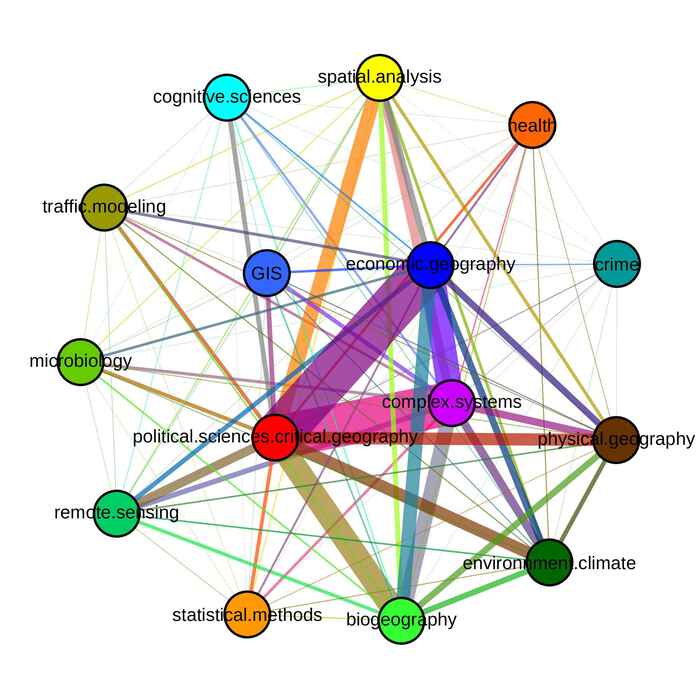 spatial.analysis
cognitive.sciences
health
traffic.modeling
economic.geography
crime
GIS
microbiology
complex.systems
political.sciences.critical.geography
physical.geography
remote.sensing
environnment.climate
statistical.methods
biogeography